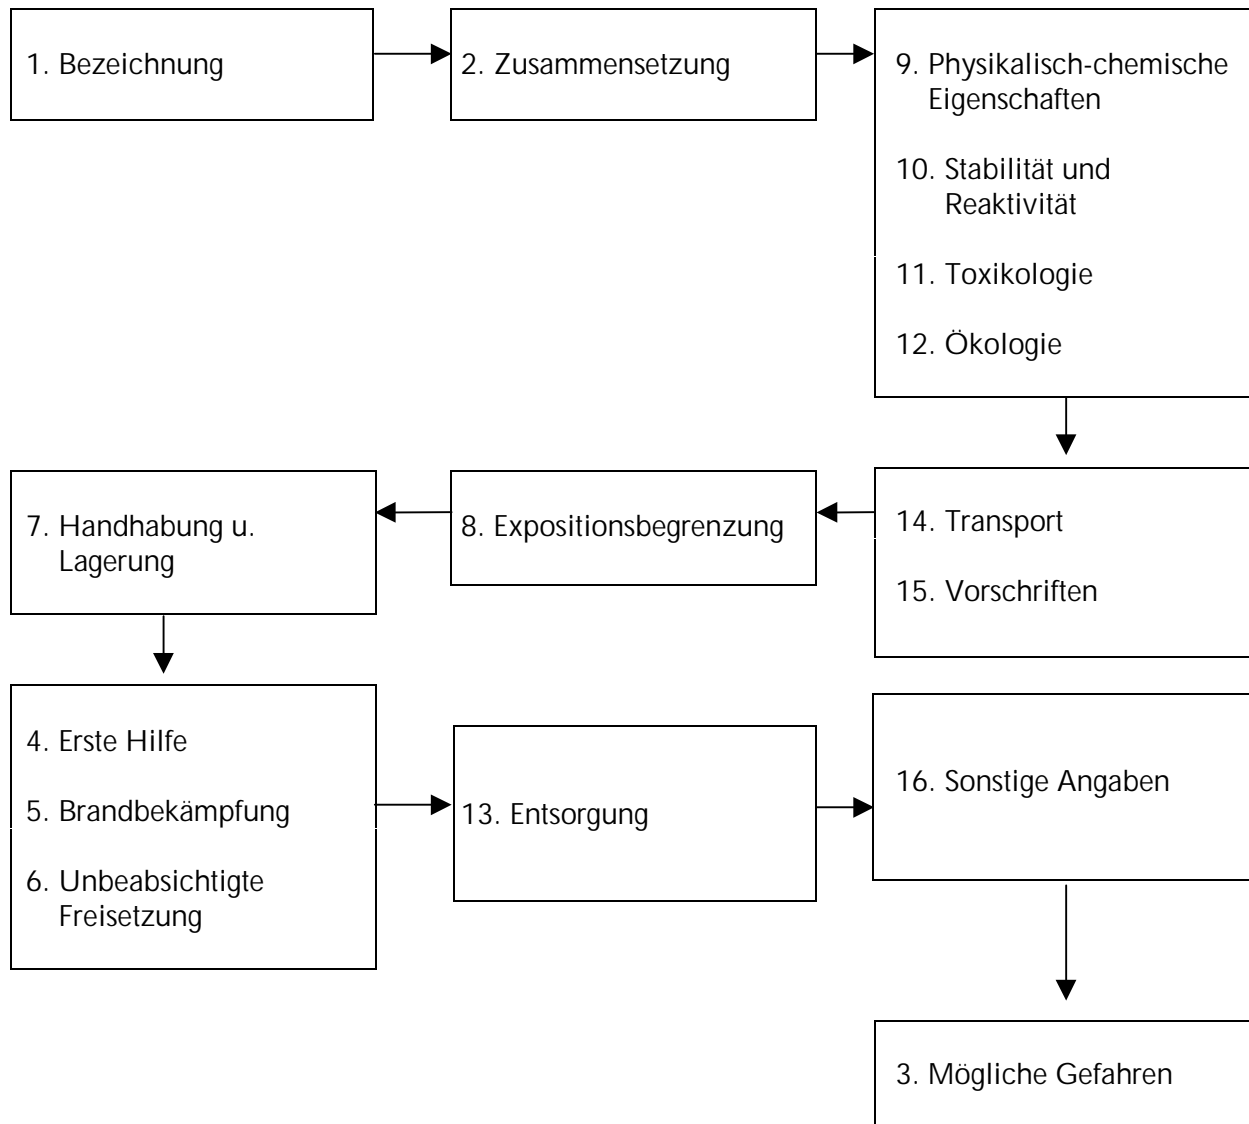 1. Bezeichnung
2. Zusammensetzung
9. Physikalisch-chemische
Eigenschaften
10. Stabilität und
Reaktivität
11. Toxikologie
12. Ökologie
7. Handhabung u.
Lagerung
8. Expositionsbegrenzung
14. Transport
15. Vorschriften
4. Erste Hilfe
5. Brandbekämpfung
6. Unbeabsichtigte
Freisetzung
13. Entsorgung
16. Sonstige Angaben
3. Mögliche Gefahren